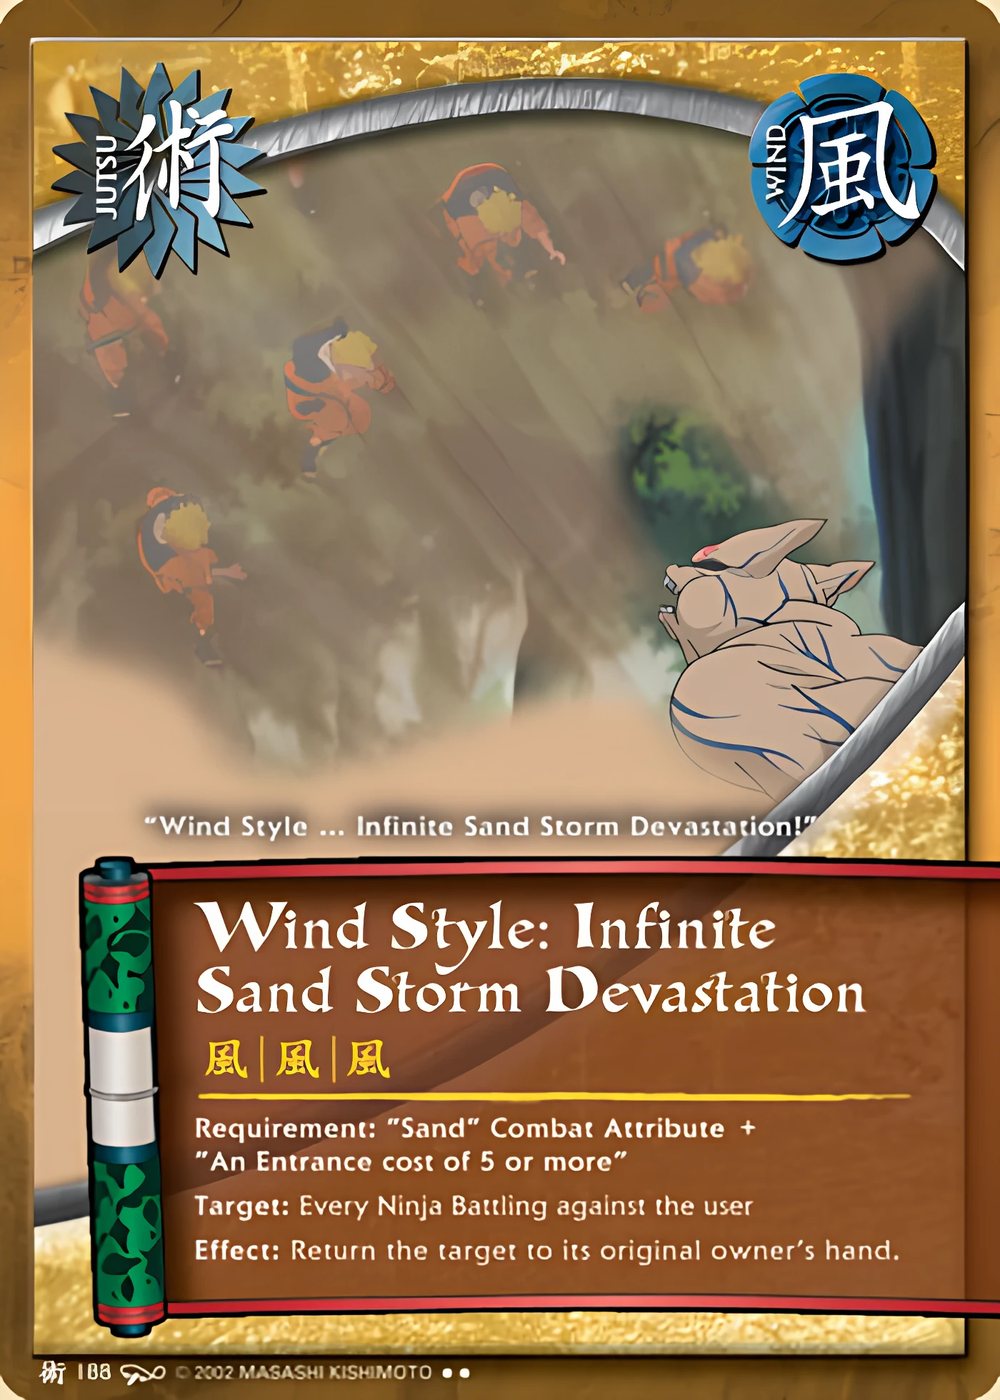 JUTSU 術
WIND 風
"Wind Style ... Infinite Sand Storm Devastation!"
Wind Style: Infinite
Sand Storm Devastation
風|風|風
Requirement: "Sand" Combat Attribute +
"An Entrance cost of 5 or more"
Target: Every Ninja Battling against the user
Effect: Return the target to its original owner's hand.
術 188 © 2002 MASASHI KISHIMOTO